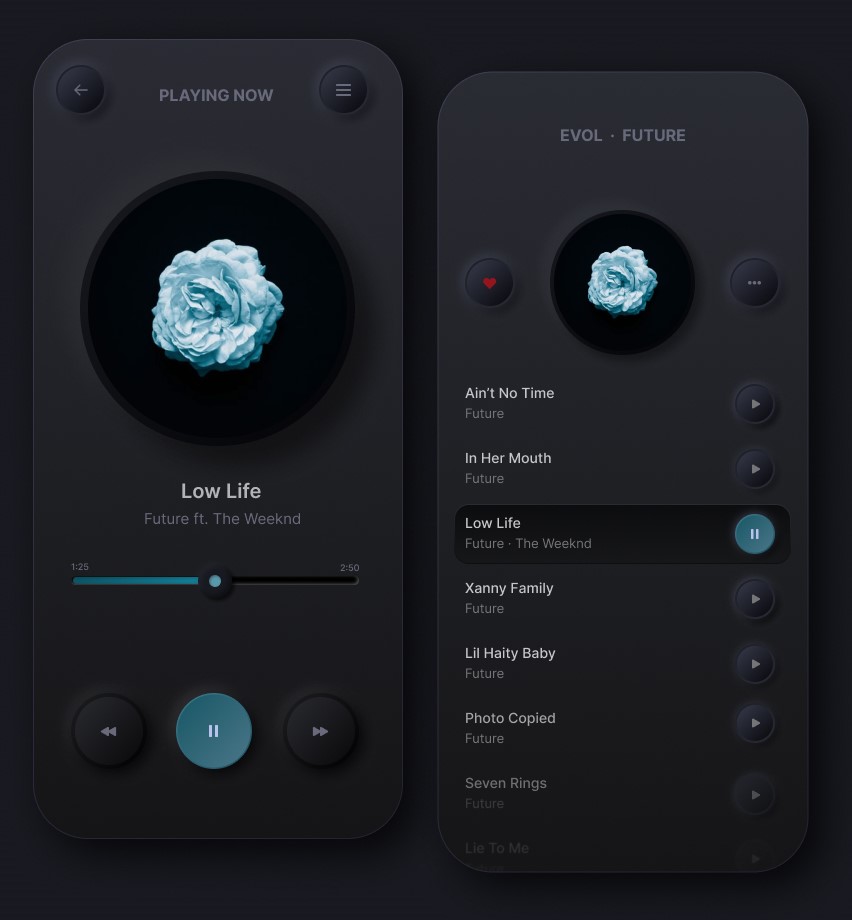 PLAYING NOW
Low Life
Future ft. The Weeknd
1:25
2:50
EVOL · FUTURE
Ain’t No Time
Future
In Her Mouth
Future
Low Life
Future · The Weeknd
Xanny Family
Future
Lil Haity Baby
Future
Photo Copied
Future
Seven Rings
Future
Lie To Me